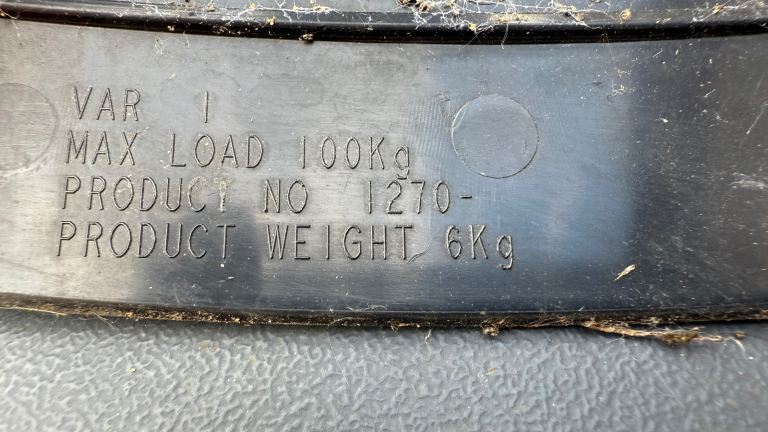 VAR 1
MAX LOAD 100Kg
PRODUCT NO 1270-
PRODUCT WEIGHT 6Kg